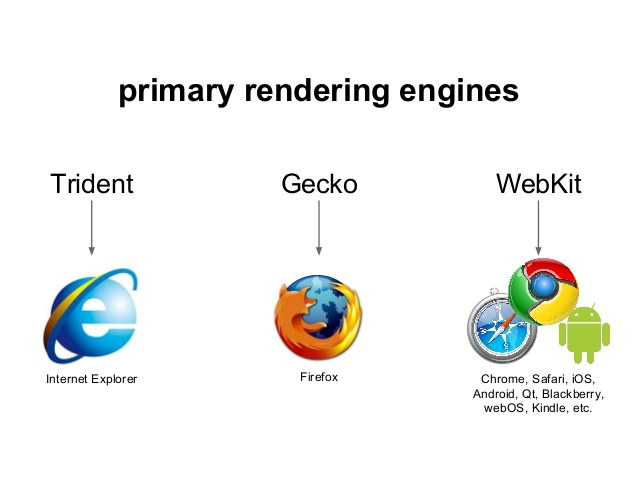 primary rendering engines
Trident
Gecko
WebKit
Internet Explorer
Firefox
Chrome, Safari, iOS,
Android, Qt, Blackberry,
webOS, Kindle, etc.